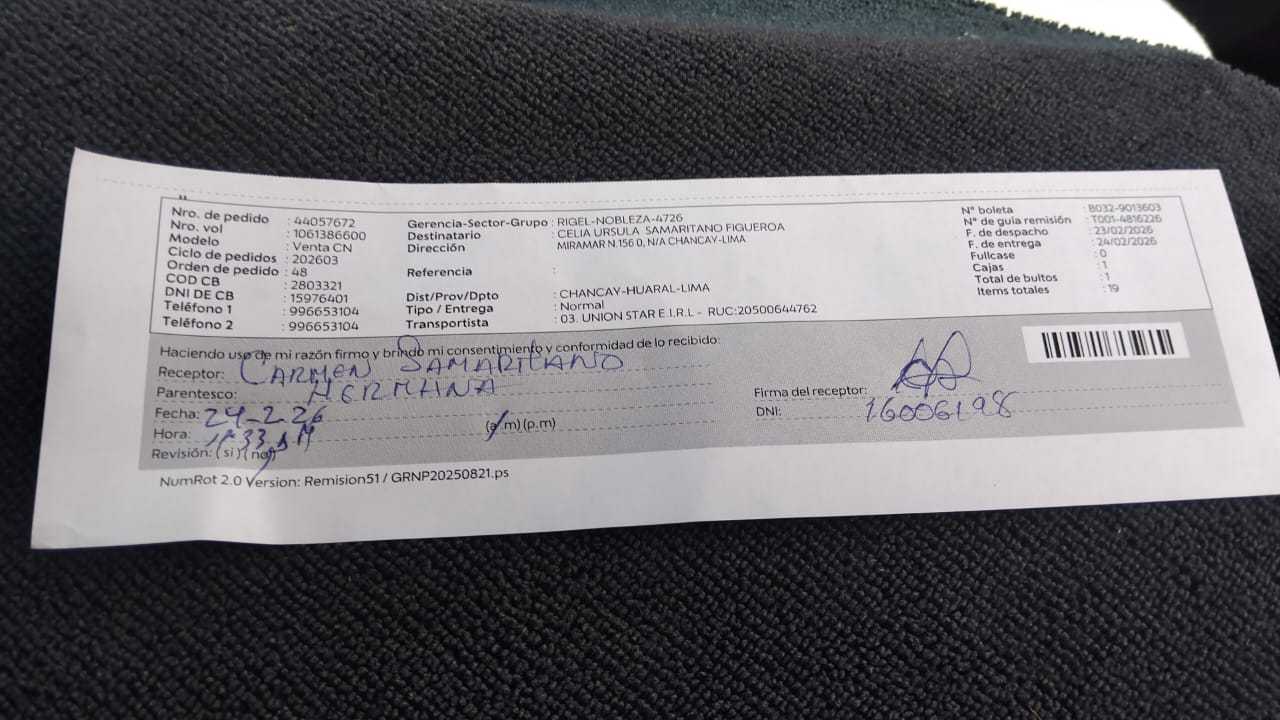 Nro. de pedido : 44057672
Nro. vol : 1061386600
Modelo : Venta CN
Ciclo de pedidos : 202603
Orden de pedido : 48
COD CB : 2803321
DNI DE CB : 15976401
Teléfono 1 : 996653104
Teléfono 2 : 996653104
Gerencia-Sector-Grupo : RIGEL-NOBLEZA-4726
Destinatario : CELIA URSULA SAMARITANO FIGUEROA
Dirección : MIRAMAR N.156 0, N/A CHANCAY-LIMA
Referencia :
Dist/Prov/Dpto : CHANCAY-HUARAL-LIMA
Tipo / Entrega : Normal
Transportista : 03. UNION STAR E.I.R.L - RUC:20500644762
N° boleta : B032-9013603
N° de guía remisión : T001-4816226
F. de despacho : 23/02/2026
F. de entrega : 24/02/2026
Fullcase : 0
Cajas : 1
Total de bultos : 1
Items totales : 19
Haciendo uso de mi razón firmo y brindo mi consentimiento y conformidad de lo recibido:
Receptor: CARMEN SAMARITANO
Parentesco: HERMANA
Fecha: 24-2-26
Hora: (a.m) (p.m)
Revisión: (si) (no)
Firma del receptor:
DNI: 16006198
NumRot 2.0 Version: Remision51 / GRNP20250821.ps